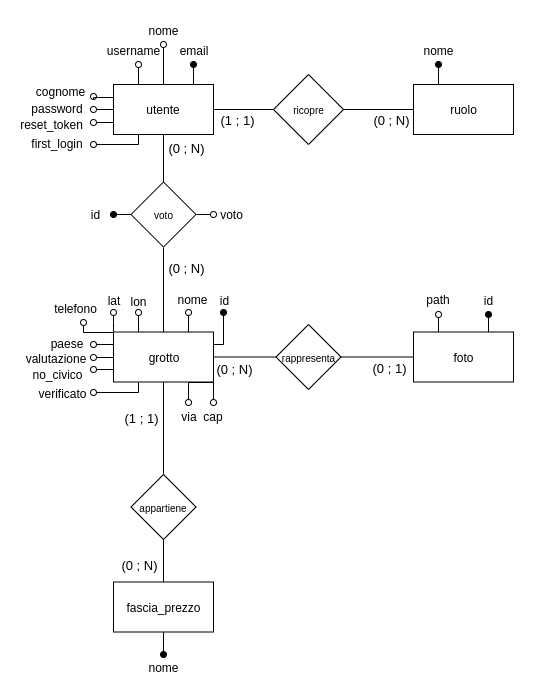 nome
username
email
nome
cognome
password
reset_token
first_login
utente
(1 ; 1)
ricopre
(0 ; N)
ruolo
(0 ; N)
id
voto
voto
(0 ; N)
telefono
lat
lon
nome
id
path
id
paese
valutazione
no_civico
verificato
grotto
(0 ; N)
rappresenta
(0 ; 1)
foto
(1 ; 1)
via
cap
appartiene
(0 ; N)
fascia_prezzo
nome